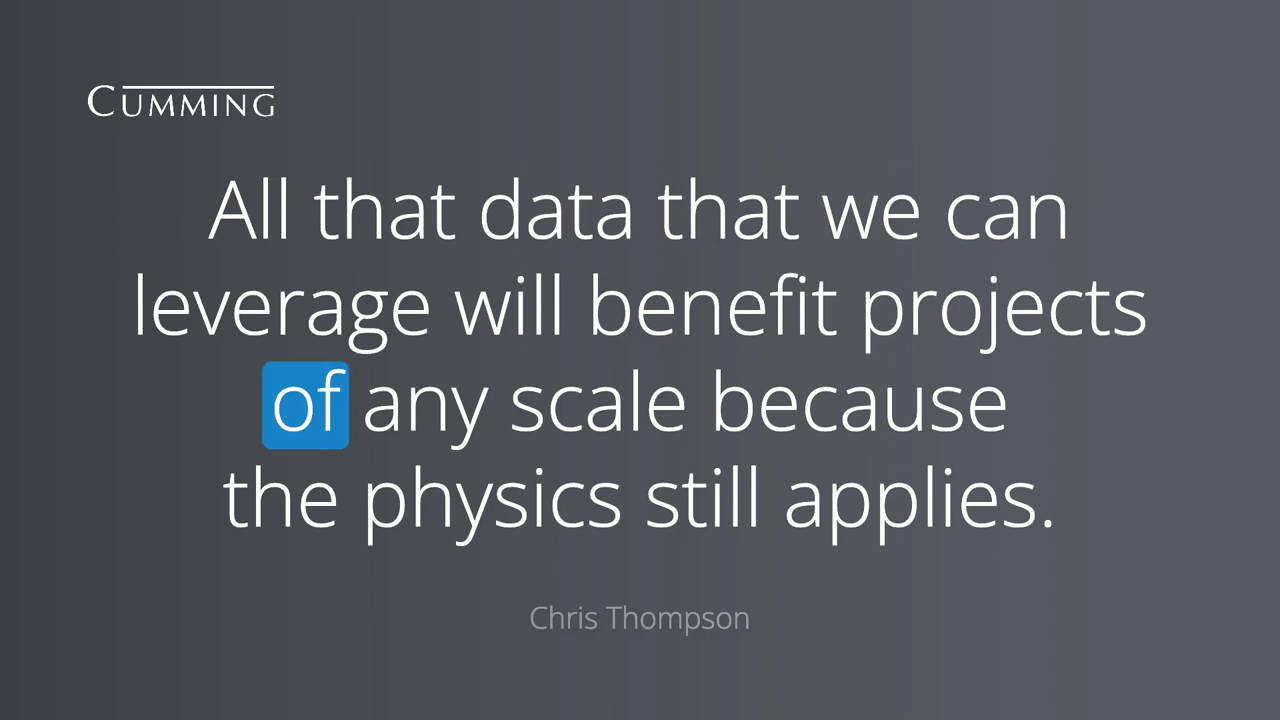 CUMMING
All that data that we can
leverage will benefit projects
of any scale because
the physics still applies.
Chris Thompson